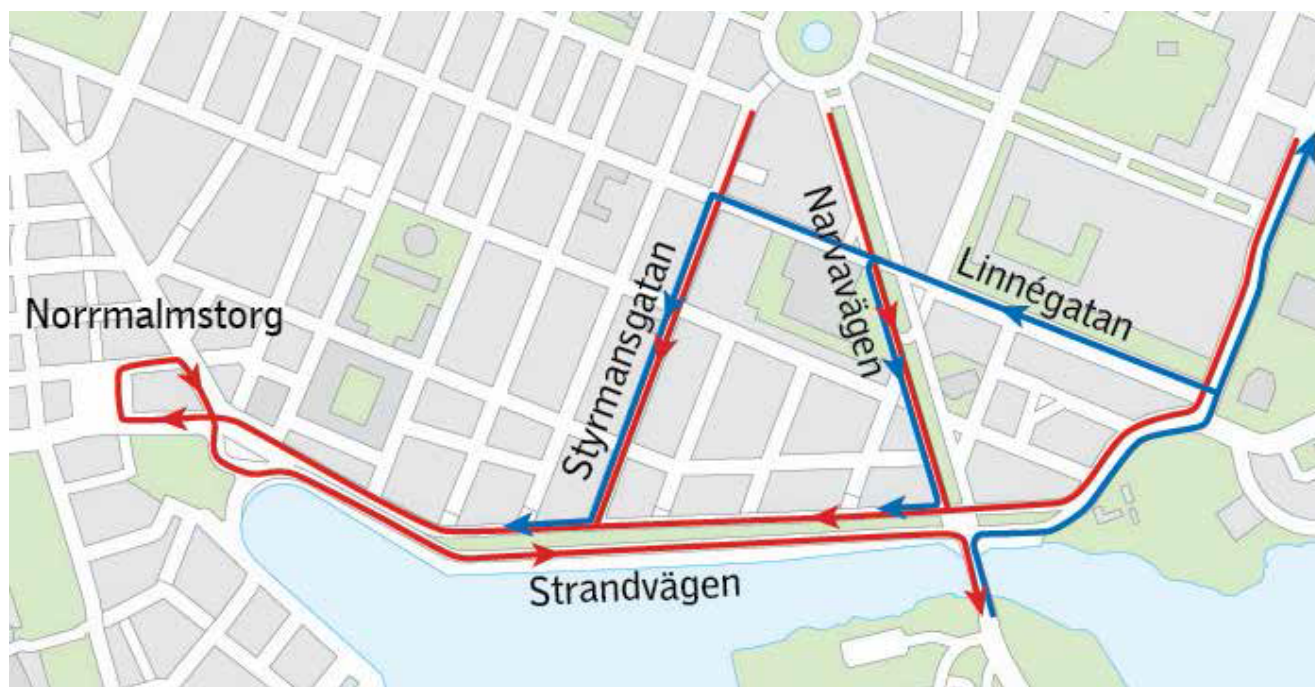 Norrmalmstorg
Styrmansgatan
Narvavägen
Linnégatan
Strandvägen